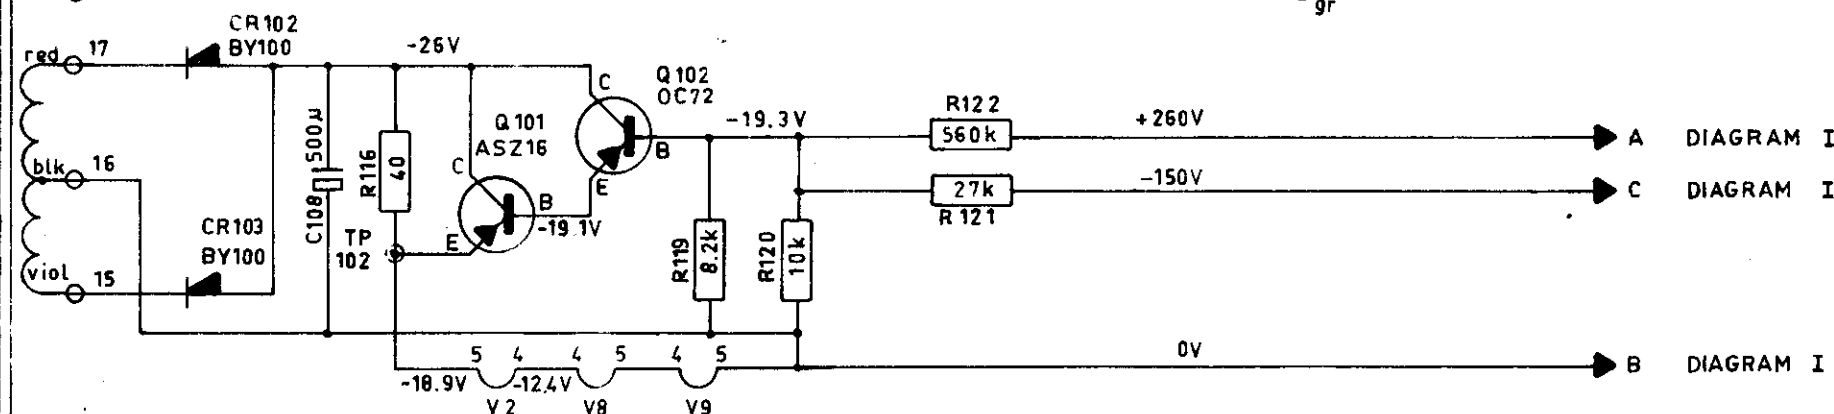 gr
CR102
BY100
red 17
-26V
Q102
OC72
C
R122
560k
+260V
A DIAGRAM I
-19.3V
B
E
500µ
C108
R116
40
Q101
ASZ16
C
B
-19.1V
E
blk 16
27k
R121
-150V
C DIAGRAM I
CR103
BY100
TP
102
R119
8.2k
R120
10k
viol 15
5 4 4 5 4 5
-18.9V -12.4V
V2 V8 V9
0V
B DIAGRAM I